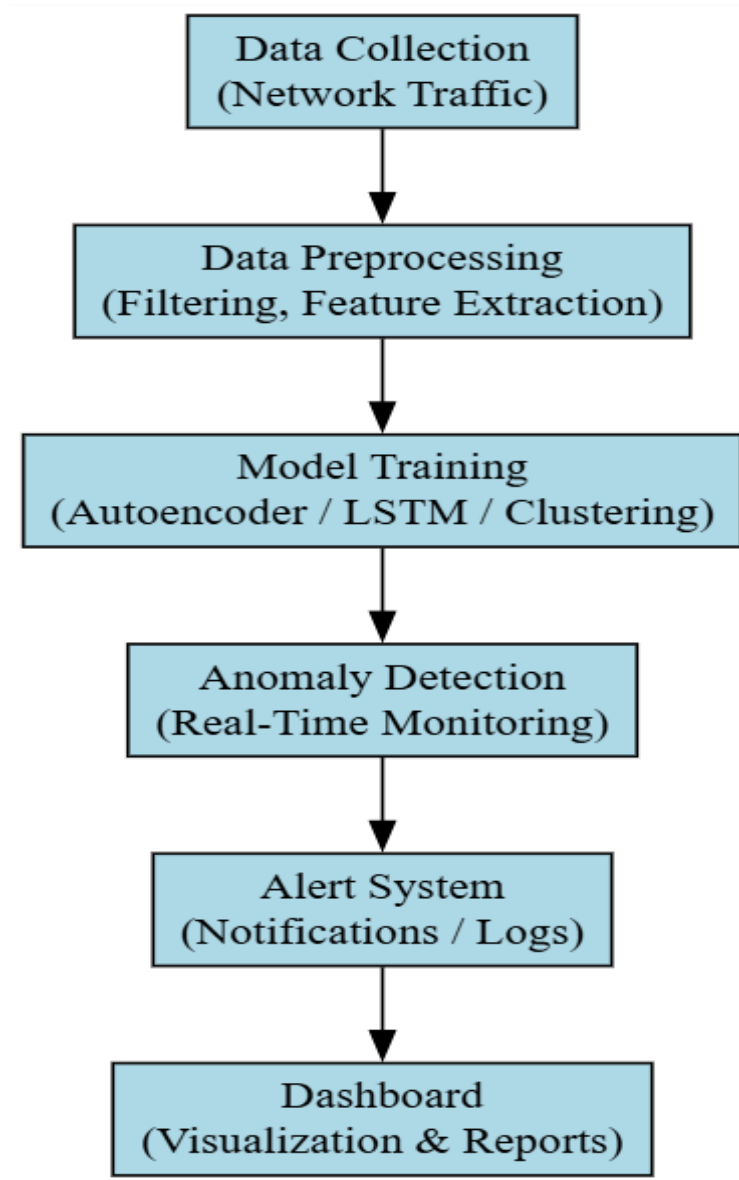 Data Collection
(Network Traffic)
Data Preprocessing
(Filtering, Feature Extraction)
Model Training
(Autoencoder / LSTM / Clustering)
Anomaly Detection
(Real-Time Monitoring)
Alert System
(Notifications / Logs)
Dashboard
(Visualization & Reports)